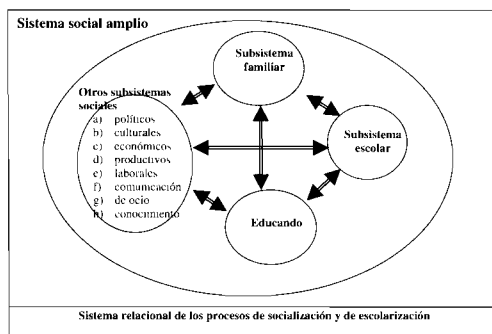 Sistema social amplio
Subsistema
familiar
Otros subsistemas
sociales
a) políticos
b) culturales
c) económicos
d) productivos
e) laborales
f) comunicación
g) de ocio
h) conocimiento
Subsistema
escolar
Educando
Sistema relacional de los procesos de socialización y de escolarización